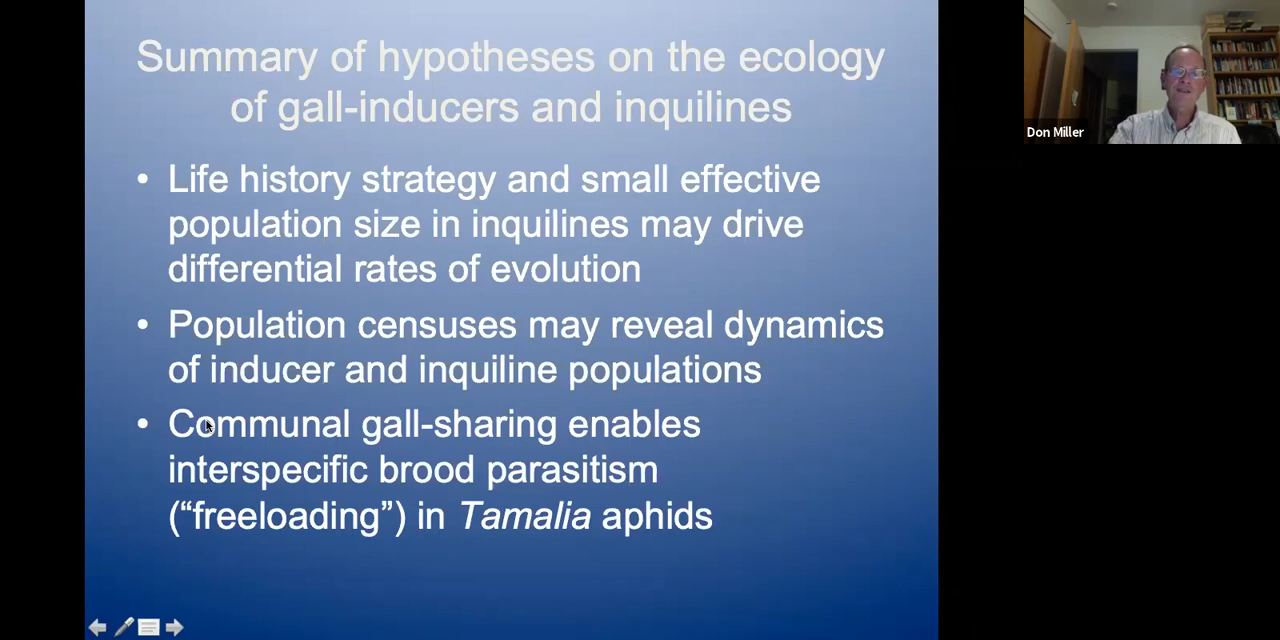 Summary of hypotheses on the ecology
of gall-inducers and inquilines
• Life history strategy and small effective
population size in inquilines may drive
differential rates of evolution
• Population censuses may reveal dynamics
of inducer and inquiline populations
• Communal gall-sharing enables
interspecific brood parasitism
(“freeloading”) in Tamalia aphids
Don Miller